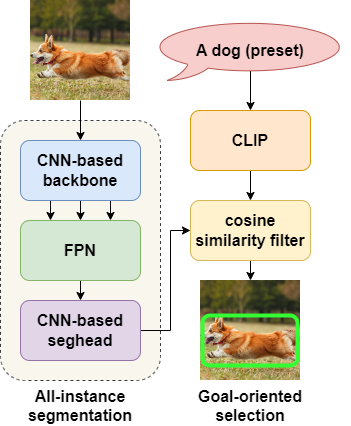 A dog (preset)
CNN-based
backbone
FPN
CNN-based
seghead
All-instance
segmentation
CLIP
cosine
similarity filter
Goal-oriented
selection